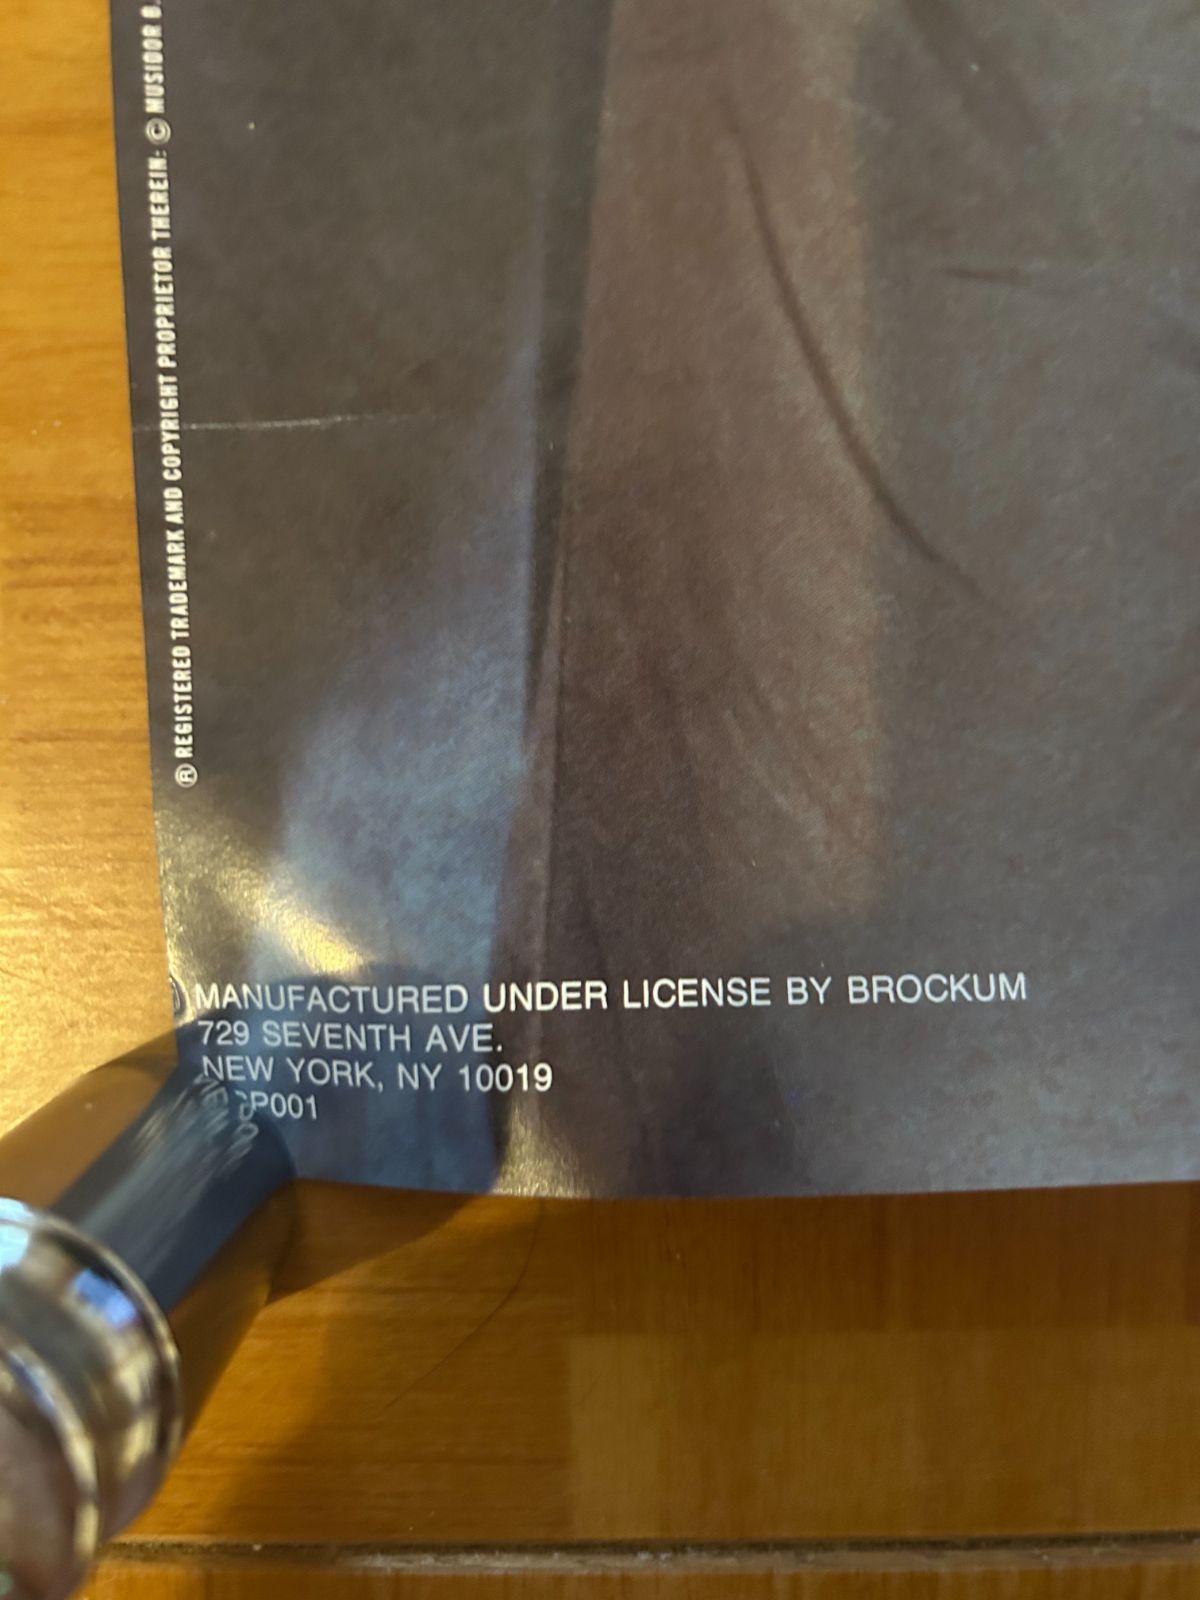 ® REGISTERED TRADEMARK AND COPYRIGHT PROPRIETOR THEREIN: © MUSIDOR B.
MANUFACTURED UNDER LICENSE BY BROCKUM
729 SEVENTH AVE.
NEW YORK, NY 10019
P001